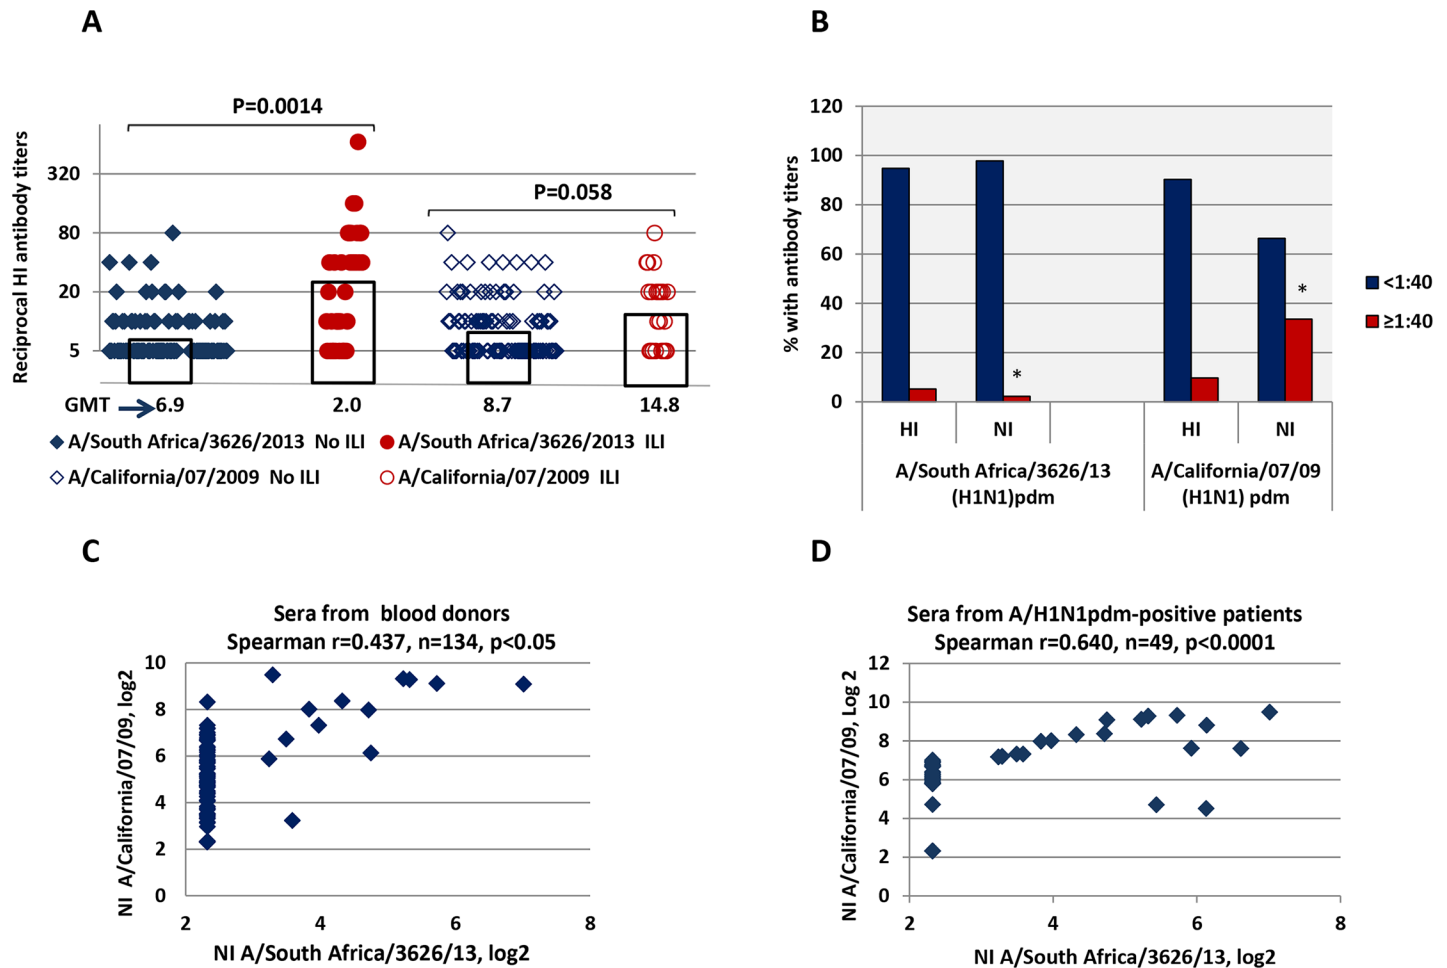 A
P=0.0014
P=0.058
Reciprocal HI antibody titers
320
80
20
5
GMT 6.9 2.0 8.7 14.8
A/South Africa/3626/2013 No ILI A/South Africa/3626/2013 ILI
A/California/07/2009 No ILI A/California/07/2009 ILI
B
% with antibody titers
120
100
80
60
40
20
0
*
*
<1:40
≥1:40
HI NI HI NI
A/South Africa/3626/13 A/California/07/09
(H1N1)pdm (H1N1) pdm
C
Sera from blood donors
Spearman r=0.437, n=134, p<0.05
NI A/California/07/09, log2
10
8
6
4
2
0
2 4 6 8
NI A/South Africa/3626/13, log2
D
Sera from A/H1N1pdm-positive patients
Spearman r=0.640, n=49, p<0.0001
NI A/California/07/09, Log 2
12
10
8
6
4
2
0
2 4 6 8
NI A/South Africa/3626/13, log2